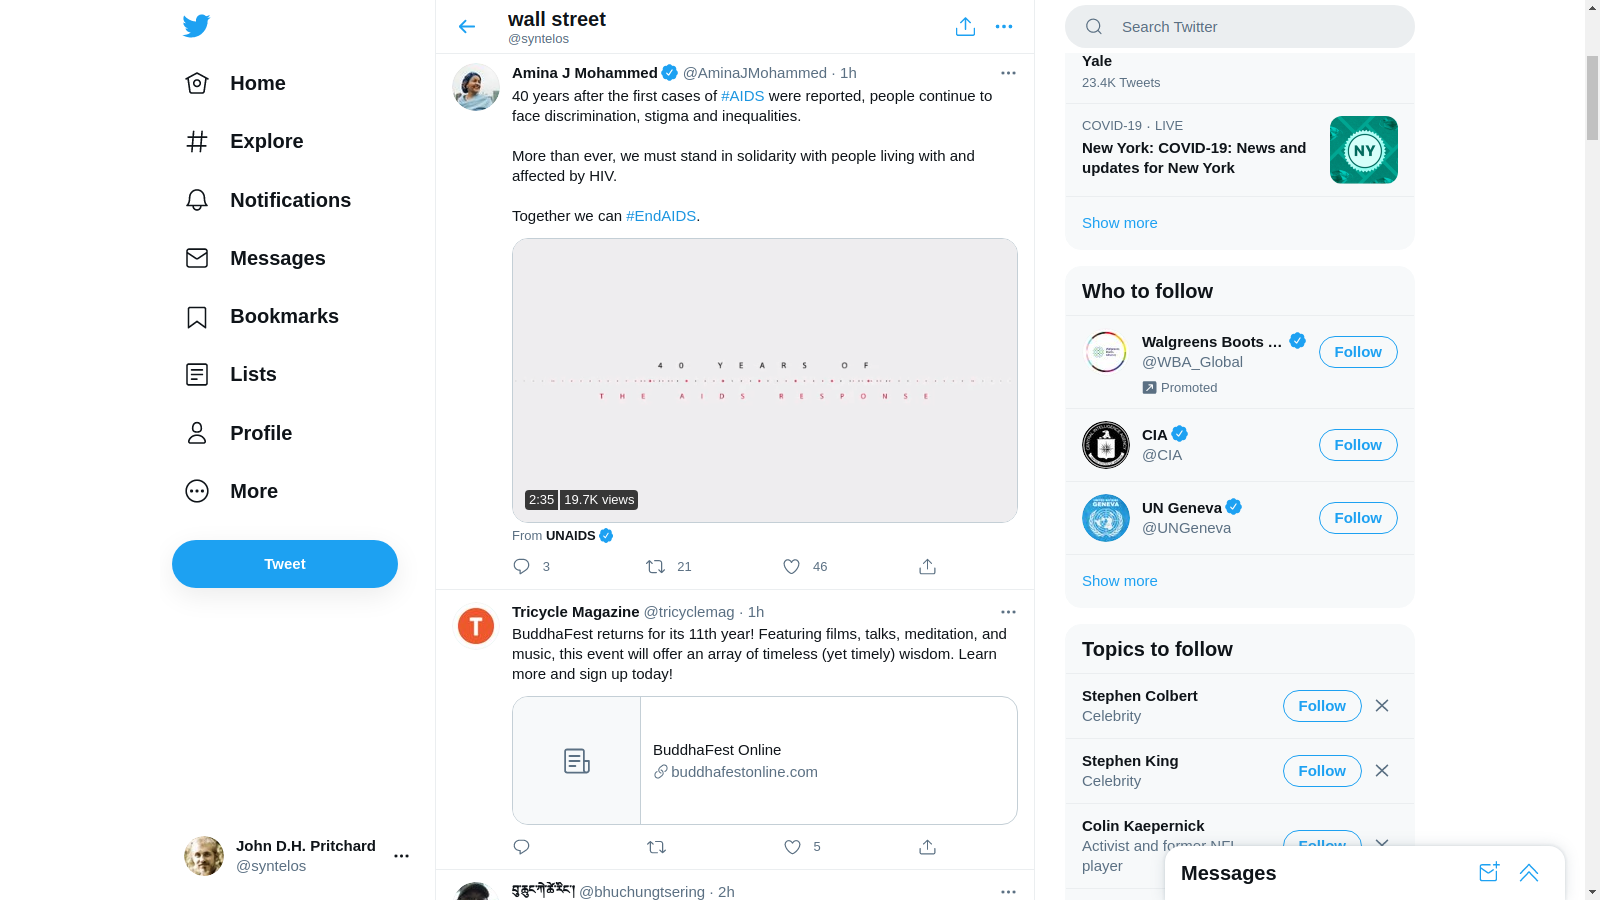 Home
Explore
Notifications
Messages
Bookmarks
Lists
Profile
More
Tweet
John D.H. Pritchard
@syntelos
wall street
@syntelos
Amina J Mohammed @AminaJMohammed · 1h
40 years after the first cases of #AIDS were reported, people continue to
face discrimination, stigma and inequalities.
More than ever, we must stand in solidarity with people living with and
affected by HIV.
Together we can #EndAIDS.
40 YEARS OF
THE AIDS RESPONSE
2:35 19.7K views
From UNAIDS
3 21 46
Tricycle Magazine @tricyclemag · 1h
T
BuddhaFest returns for its 11th year! Featuring films, talks, meditation, and
music, this event will offer an array of timeless (yet timely) wisdom. Learn
more and sign up today!
BuddhaFest Online
buddhafestonline.com
5
@bhuchungtsering · 2h
Search Twitter
Yale
23.4K Tweets
COVID-19 · LIVE
New York: COVID-19: News and
updates for New York
NY
Show more
Who to follow
Walgreens Boots ...
@WBA_Global
Follow
Promoted
CIA
@CIA
Follow
UN Geneva
@UNGeneva
Follow
GENEVA
Show more
Topics to follow
Stephen Colbert
Celebrity
Follow
Stephen King
Celebrity
Follow
Colin Kaepernick
Activist and former NFL
player
Follow
Messages